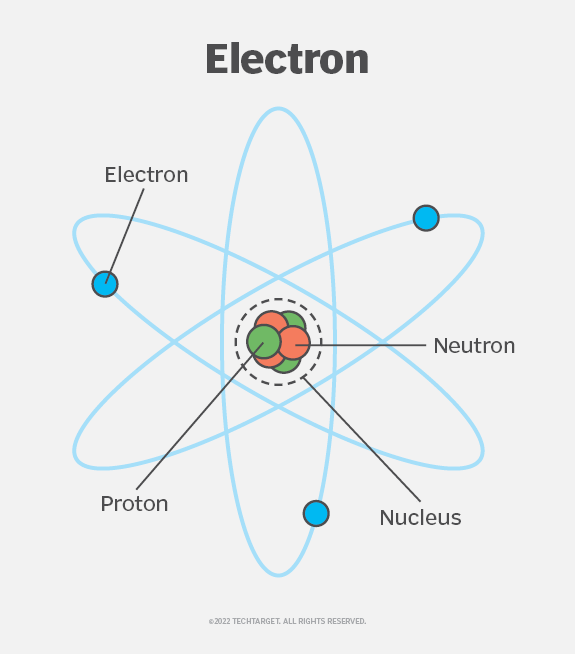 Electron
Electron
Neutron
Proton
Nucleus
©2022 TECHTARGET. ALL RIGHTS RESERVED.